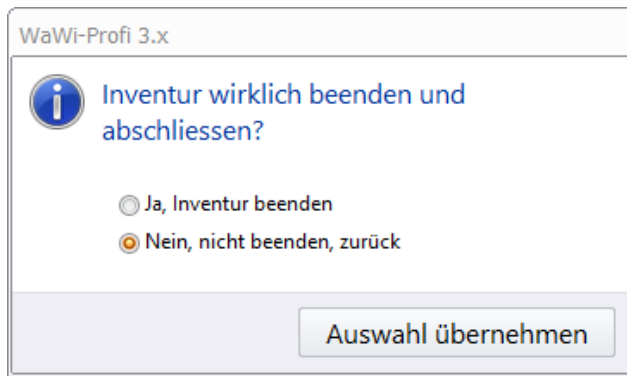 WaWi-Profi 3.x
Inventur wirklich beenden und
abschliessen?
Ja, Inventur beenden
Nein, nicht beenden, zurück
Auswahl übernehmen